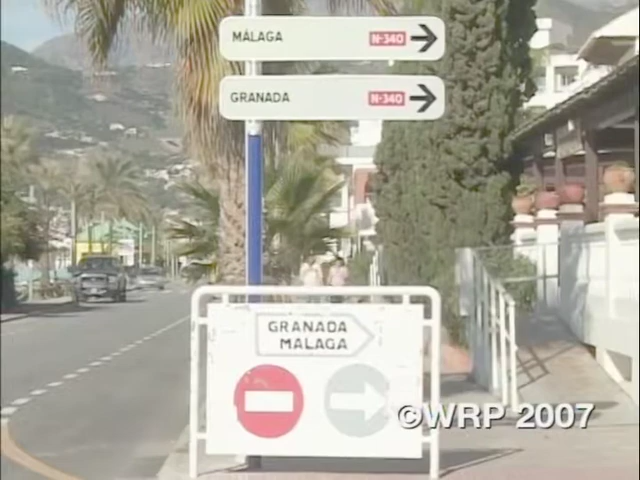 MÁLAGA N-340
GRANADA N-340
GRANADA
MALAGA
©WRP 2007